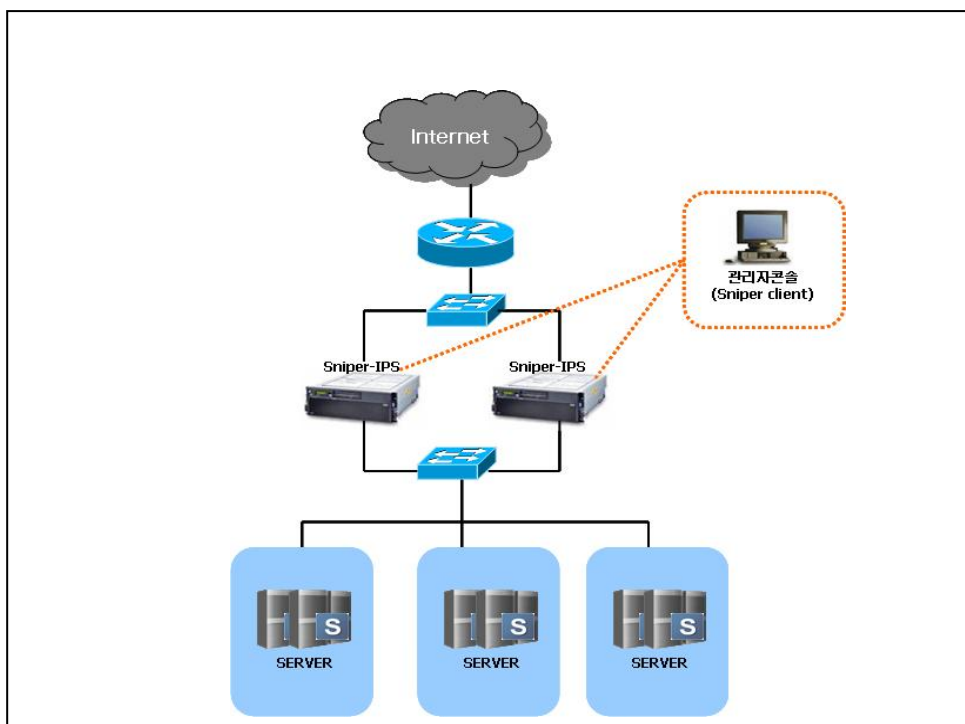 Internet
관리자콘솔
(Sniper client)
Sniper-IPS
Sniper-IPS
S
SERVER
S
SERVER
S
SERVER